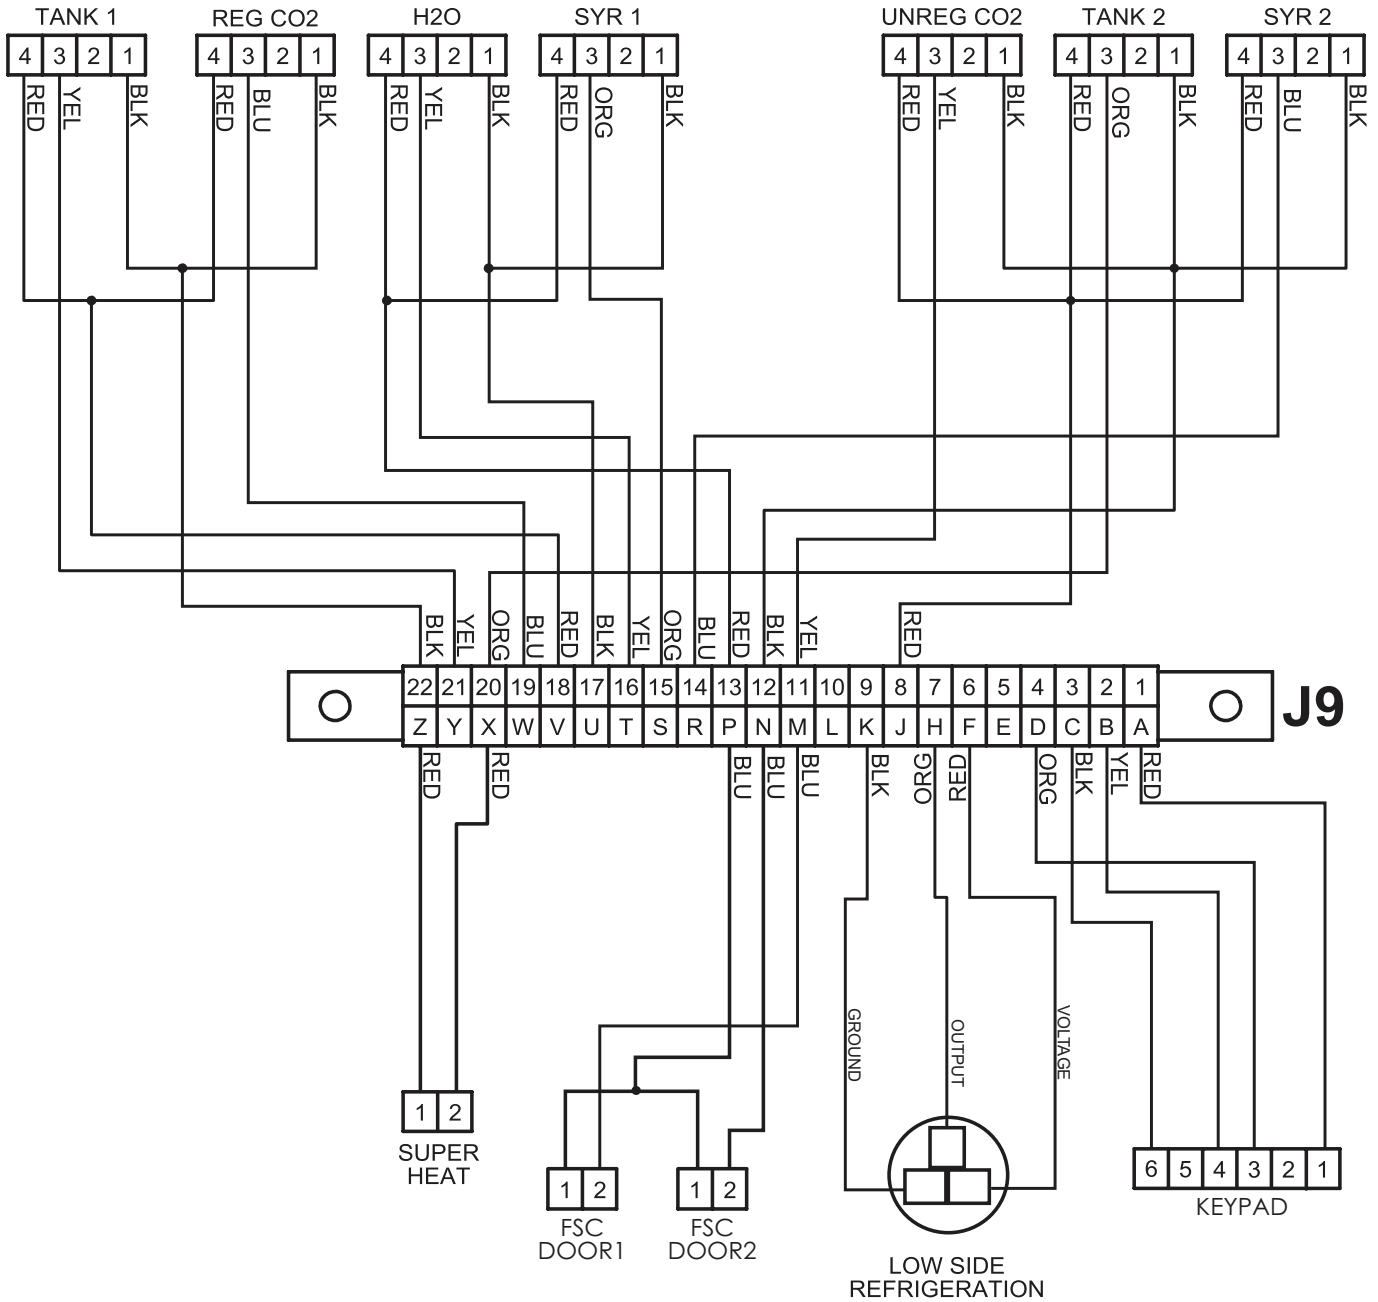 TANK 1 REG CO2 H2O SYR 1 UNREG CO2 TANK 2 SYR 2
4 3 2 1 4 3 2 1 4 3 2 1 4 3 2 1 4 3 2 1 4 3 2 1 4 3 2 1
RED YEL BLK RED BLU BLK RED YEL BLK RED ORG BLK RED YEL BLK RED ORG BLK RED BLU BLK
BLK YEL ORG BLU RED BLK YEL ORG BLU RED BLK YEL RED
22 21 20 19 18 17 16 15 14 13 12 11 10 9 8 7 6 5 4 3 2 1
J9
Z Y X W V U T S R P N M L K J H F E D C B A
RED RED BLU BLU BLU BLK ORG RED ORG BLK YEL RED
GROUND OUTPUT VOLTAGE
1 2
SUPER
HEAT
1 2 1 2
6 5 4 3 2 1
KEYPAD
FSC
DOOR1
FSC
DOOR2
LOW SIDE
REFRIGERATION